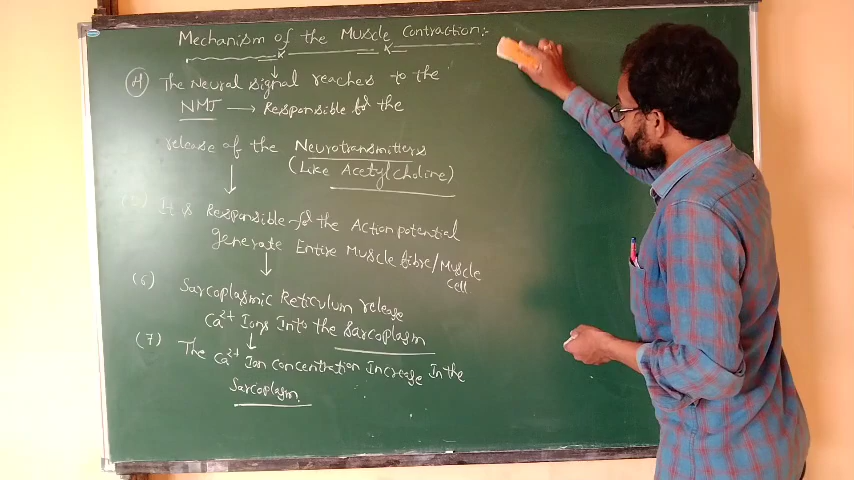 Mechanism of the Muscle Contraction:-
(4) The Neural signal reaches to the
NMJ → Responsible for the
release of the Neurotransmitters
(Like Acetylcholine)
(5) It is Responsible for the Action potential
generate Entire Muscle fibre/Muscle
cell
(6) Sarcoplasmic Reticulum release
Ca2+ Ions Into the sarcoplasm
(7) The Ca2+ Ion concentration Increase In the
Sarcoplasm.